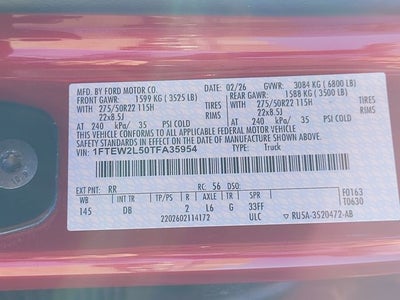 MFD. BY FORD MOTOR CO. 02/26 GVWR: 3084 KG (6800 LB)
FRONT GAWR: 1599 KG (3525 LB) REAR GAWR: 1588 KG (3500 LB)
275/50R22 115H TIRES 275/50R22 115H TIRES
22x8.5J RIMS 22x8.5J RIMS
AT 240 kPa/ 35 PSI COLD AT 240 kPa/ 35 PSI COLD
THIS VEHICLE CONFORMS TO ALL APPLICABLE FEDERAL MOTOR VEHICLE
SAFETY STANDARDS IN EFFECT ON THE DATE OF MANUFACTURE SHOWN ABOVE.
VIN: 1FTEW2L50TFA35954 TYPE: Truck
EXT PNT: RR RC: 56 DSO:
WB INT TR TP/PS R AXLE TR SPR F0163
145 DB 2 L6 G 33FF T0630
2202602114172 ULC ▽ RU5A-3S20472-AB